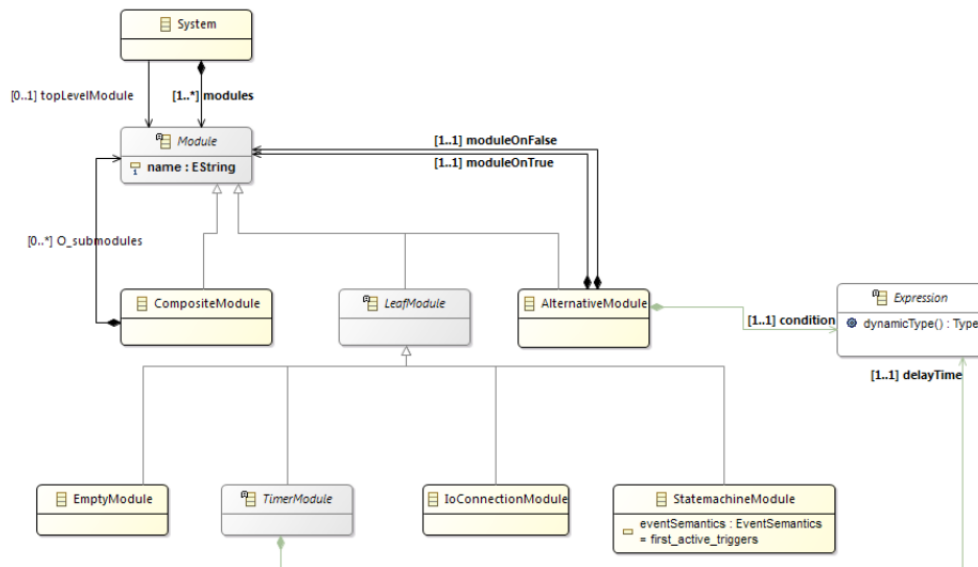 System
[0..1] topLevelModule
[1..*] modules
Module
name : EString
[1..1] moduleOnFalse
[1..1] moduleOnTrue
[0..*] O_submodules
CompositeModule
LeafModule
AlternativeModule
Expression
dynamicType() : Type
[1..1] condition
[1..1] delayTime
EmptyModule
TimerModule
IoConnectionModule
StatemachineModule
eventSemantics : EventSemantics
= first_active_triggers